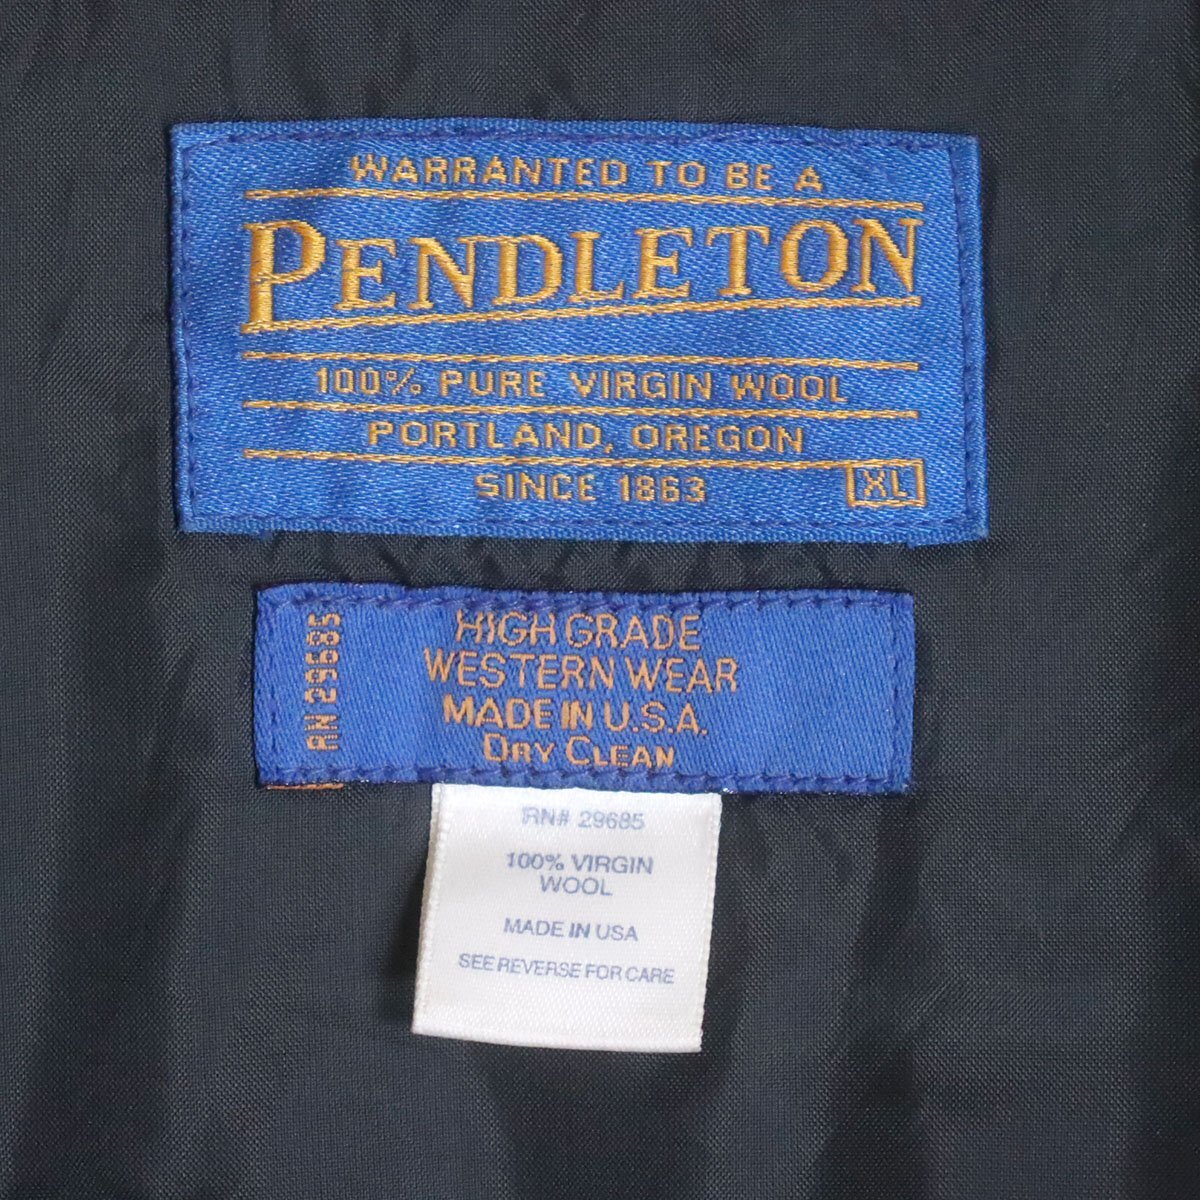 WARRANTED TO BE A
PENDLETON
100% PURE VIRGIN WOOL
PORTLAND, OREGON
SINCE 1863
XL
RN 29685
HIGH GRADE
WESTERN WEAR
MADE IN U.S.A.
DRY CLEAN
RN# 29685
100% VIRGIN
WOOL
MADE IN USA
SEE REVERSE FOR CARE